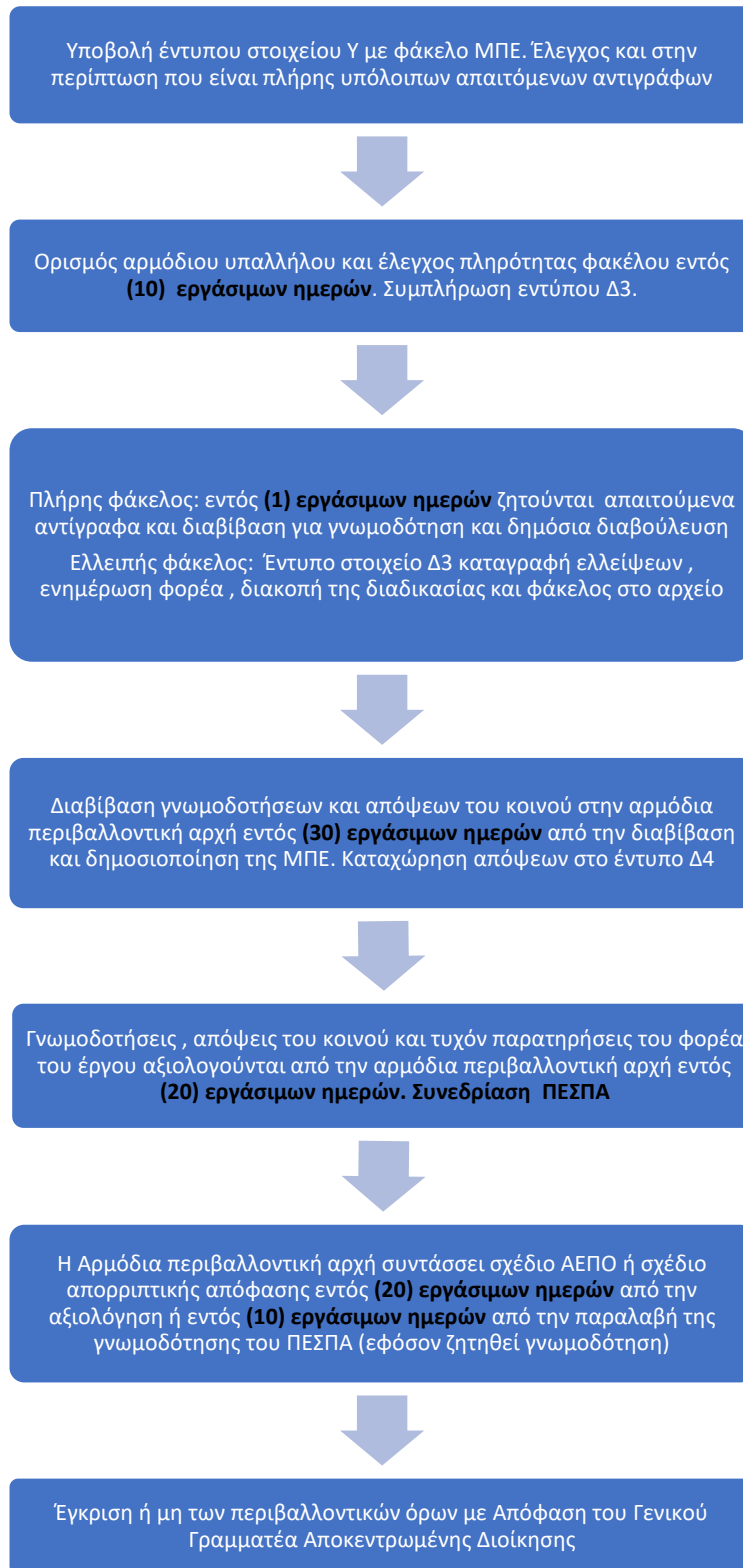 Υποβολή έντυπου στοιχείου Υ με φάκελο ΜΠΕ. Έλεγχος και στην
περίπτωση που είναι πλήρης υπόλοιπων απαιτόμενων αντιγράφων
Ορισμός αρμόδιου υπαλλήλου και έλεγχος πληρότητας φακέλου εντός
(10) εργάσιμων ημερών. Συμπλήρωση εντύπου Δ3.
Πλήρης φάκελος: εντός (1) εργάσιμων ημερών ζητούνται απαιτούμενα
αντίγραφα και διαβίβαση για γνωμοδότηση και δημόσια διαβούλευση
Ελλειπής φάκελος: Έντυπο στοιχείο Δ3 καταγραφή ελλείψεων ,
ενημέρωση φορέα , διακοπή της διαδικασίας και φάκελος στο αρχείο
Διαβίβαση γνωμοδοτήσεων και απόψεων του κοινού στην αρμόδια
περιβαλλοντική αρχή εντός (30) εργάσιμων ημερών από την διαβίβαση
και δημοσιοποίηση της ΜΠΕ. Καταχώρηση απόψεων στο έντυπο Δ4
Γνωμοδοτήσεις , απόψεις του κοινού και τυχόν παρατηρήσεις του φορέα
του έργου αξιολογούνται από την αρμόδια περιβαλλοντική αρχή εντός
(20) εργάσιμων ημερών. Συνεδρίαση ΠΕΣΠΑ
Η Αρμόδια περιβαλλοντική αρχή συντάσσει σχέδιο ΑΕΠΟ ή σχέδιο
απορριπτικής απόφασης εντός (20) εργάσιμων ημερών από την
αξιολόγηση ή εντός (10) εργάσιμων ημερών από την παραλαβή της
γνωμοδότησης του ΠΕΣΠΑ (εφόσον ζητηθεί γνωμοδότηση)
Έγκριση ή μη των περιβαλλοντικών όρων με Απόφαση του Γενικού
Γραμματέα Αποκεντρωμένης Διοίκησης